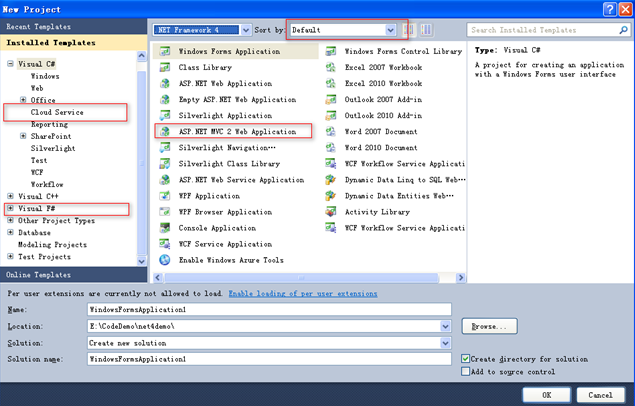 New Project
Recent Templates
Installed Templates
Visual C#
Windows
Web
Office
Cloud Service
Reporting
SharePoint
Silverlight
Test
WCF
Workflow
Visual C++
Visual F#
Other Project Types
Database
Modeling Projects
Test Projects
Online Templates
.NET Framework 4
Sort by: Default
Search Installed Templates
Windows Forms Application
Class Library
ASP.NET Web Application
Empty ASP.NET Web Application
Silverlight Application
ASP.NET MVC 2 Web Application
Silverlight Navigation...
Silverlight Class Library
ASP.NET Web Service Application
WPF Application
WPF Browser Application
Console Application
WCF Service Application
Enable Windows Azure Tools
Windows Forms Control Library
Excel 2007 Workbook
Excel 2010 Workbook
Outlook 2007 Add-in
Outlook 2010 Add-in
Word 2007 Document
Word 2010 Document
WCF Workflow Service Applicati
Dynamic Data Linq to SQL Web...
Dynamic Data Entities Web...
Activity Library
WCF Workflow Service Applicati
Type: Visual C#
A project for creating an application
with a Windows Forms user interface
Per user extensions are currently not allowed to load. Enable loading of per user extensions
Name: WindowsFormsApplication1
Location: E:\CodeDemo\net4demo\
Browse...
Solution: Create new solution
Solution name: WindowsFormsApplication1
Create directory for solution
Add to source control
OK
Cancel